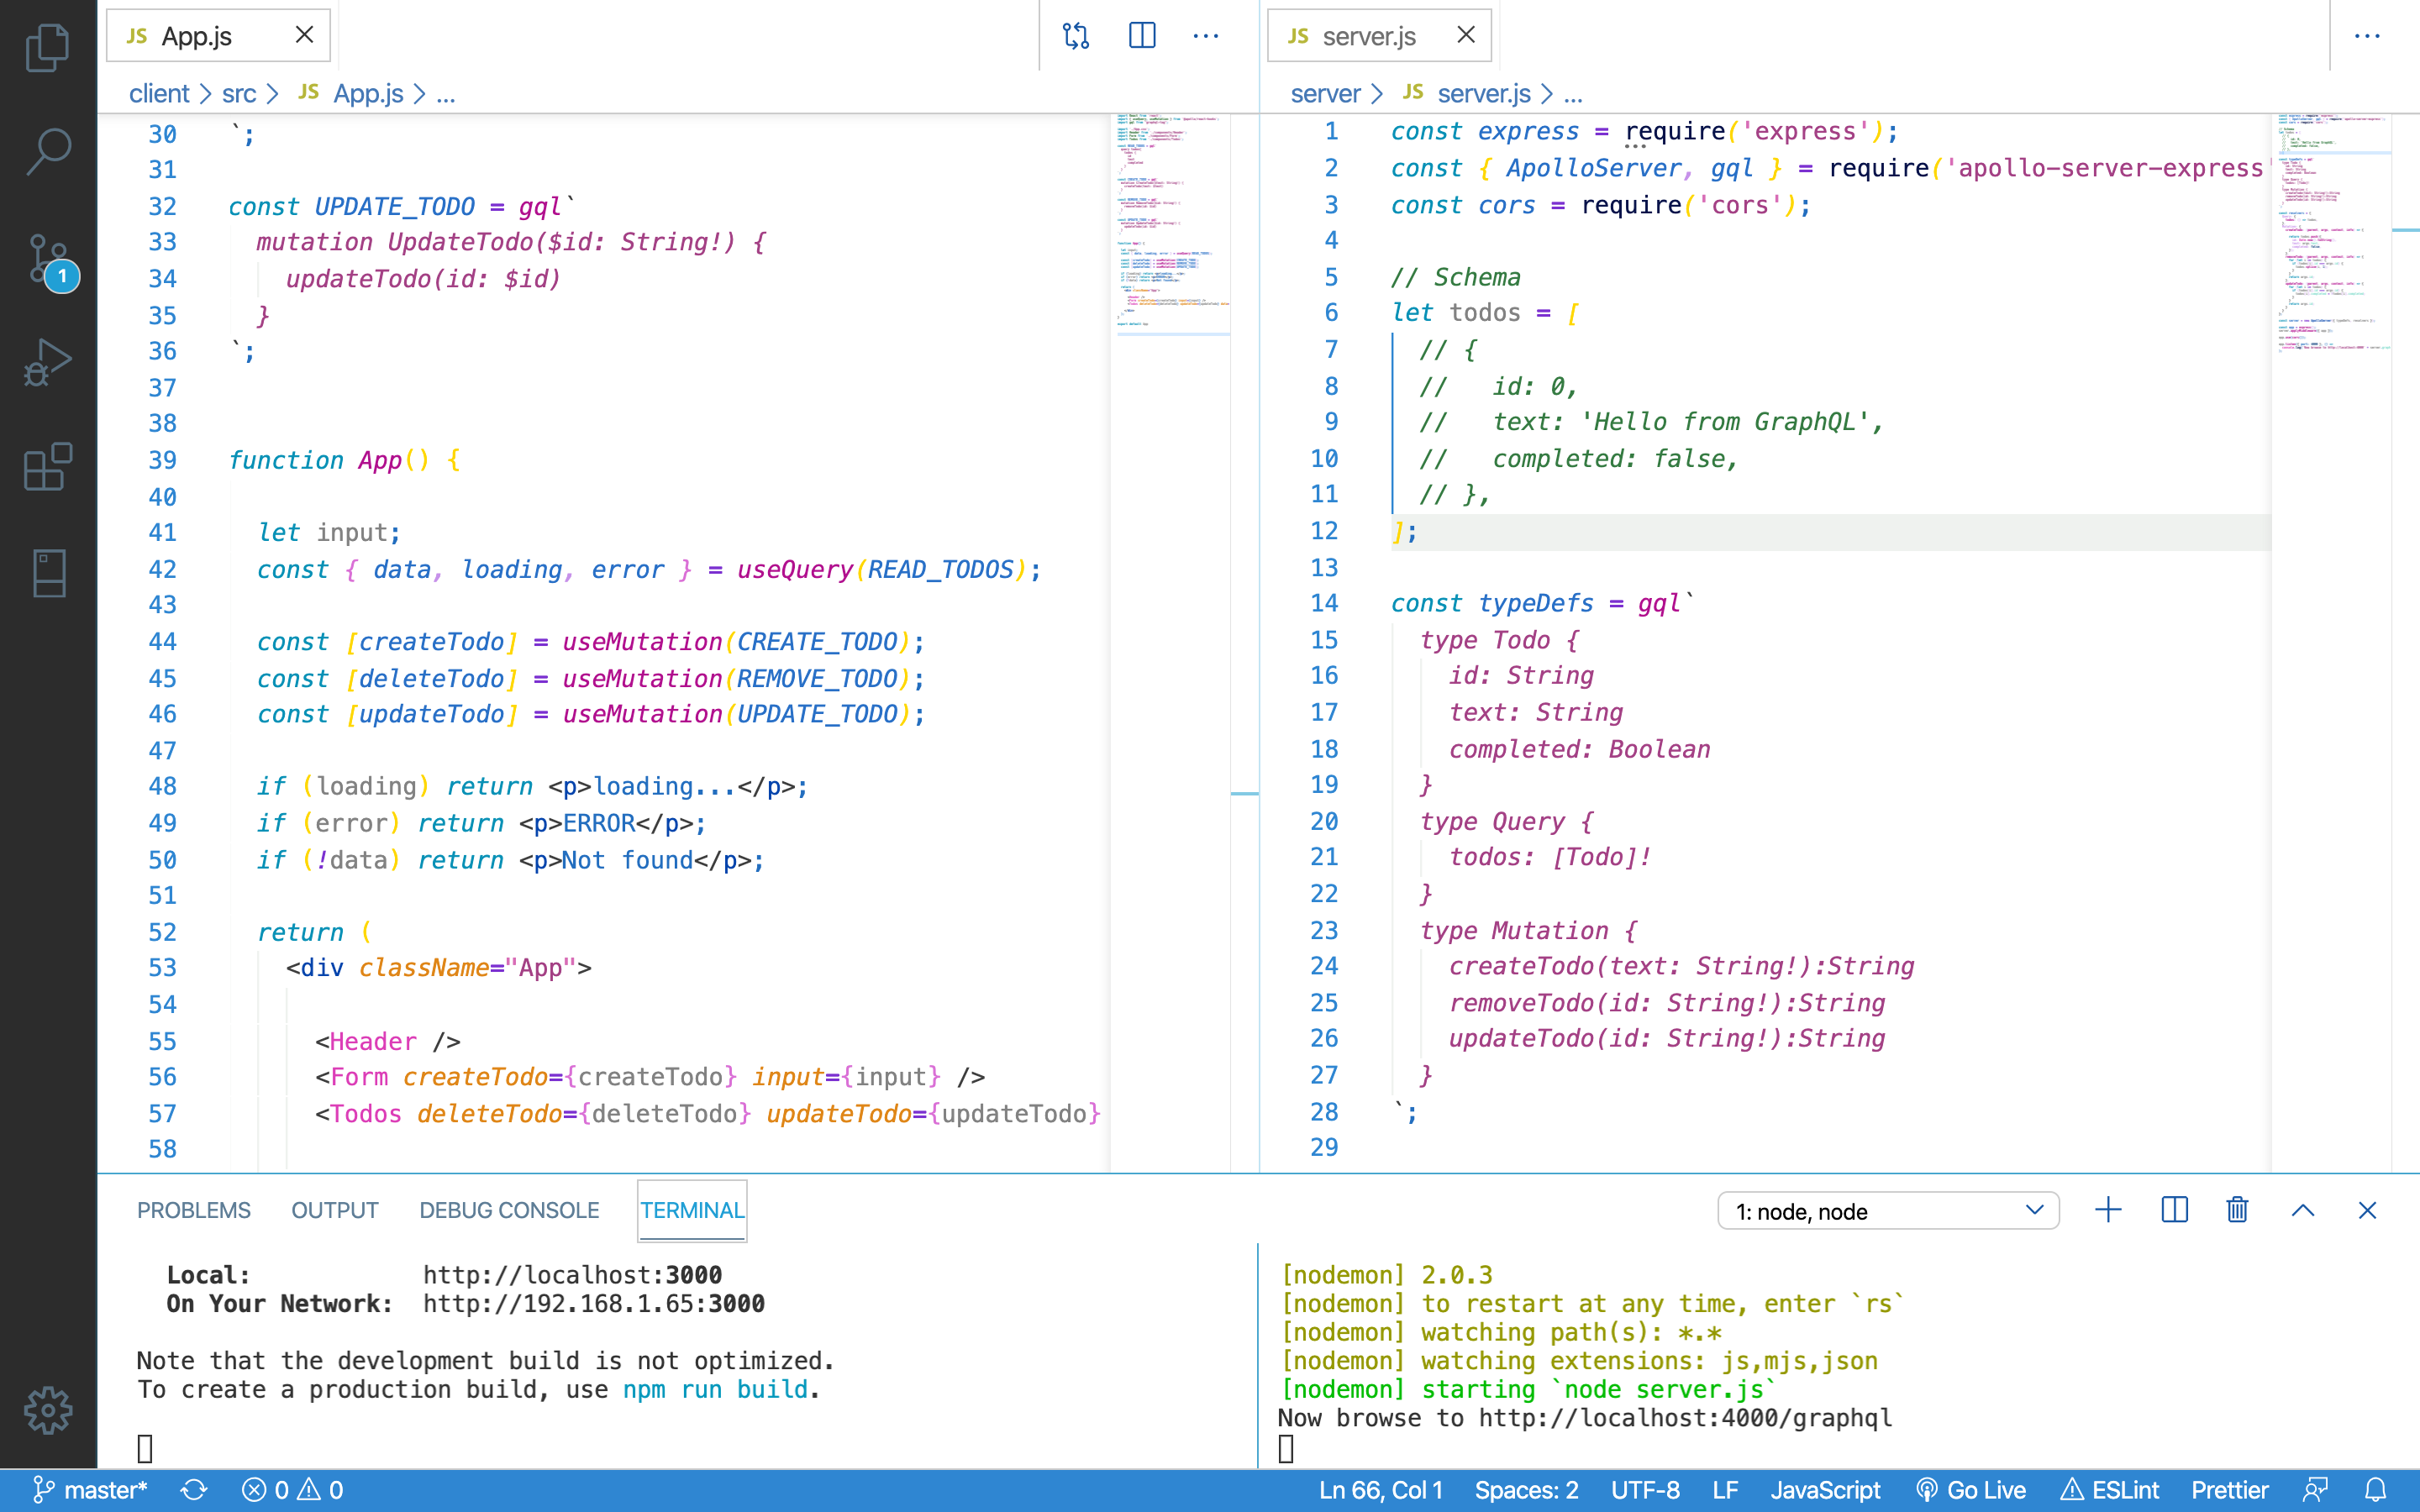 JS App.js
client > src > JS App.js > ...
30 `;
31
32 const UPDATE_TODO = gql`
33   mutation UpdateTodo($id: String!) {
34     updateTodo(id: $id)
35   }
36 `;
37
38
39 function App() {
40
41   let input;
42   const { data, loading, error } = useQuery(READ_TODOS);
43
44   const [createTodo] = useMutation(CREATE_TODO);
45   const [deleteTodo] = useMutation(REMOVE_TODO);
46   const [updateTodo] = useMutation(UPDATE_TODO);
47
48   if (loading) return <p>loading...</p>;
49   if (error) return <p>ERROR</p>;
50   if (!data) return <p>Not found</p>;
51
52   return (
53     <div className="App">
54
55       <Header />
56       <Form createTodo={createTodo} input={input} />
57       <Todos deleteTodo={deleteTodo} updateTodo={updateTodo}
58
JS server.js
server > JS server.js > ...
1 const express = require('express');
2 const { ApolloServer, gql } = require('apollo-server-express'
3 const cors = require('cors');
4
5 // Schema
6 let todos = [
7   // {
8   //   id: 0,
9   //   text: 'Hello from GraphQL',
10   //   completed: false,
11   // },
12 ];
13
14 const typeDefs = gql`
15   type Todo {
16     id: String
17     text: String
18     completed: Boolean
19   }
20   type Query {
21     todos: [Todo]!
22   }
23   type Mutation {
24     createTodo(text: String!):String
25     removeTodo(id: String!):String
26     updateTodo(id: String!):String
27   }
28 `;
29
1
PROBLEMS OUTPUT DEBUG CONSOLE TERMINAL
1: node, node
Local: http://localhost:3000
On Your Network: http://192.168.1.65:3000
Note that the development build is not optimized.
To create a production build, use npm run build.
[nodemon] 2.0.3
[nodemon] to restart at any time, enter `rs`
[nodemon] watching path(s): *.*
[nodemon] watching extensions: js,mjs,json
[nodemon] starting `node server.js`
Now browse to http://localhost:4000/graphql
master* 0 0 Ln 66, Col 1 Spaces: 2 UTF-8 LF JavaScript Go Live ESLint Prettier